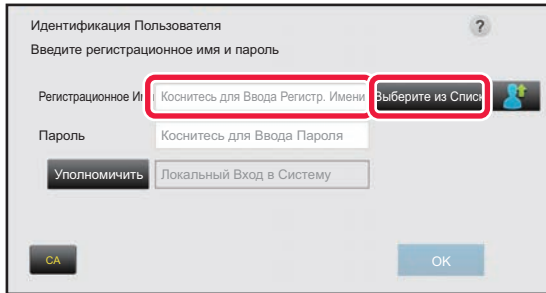 Идентификация Пользователя ?
Введите регистрационное имя и пароль
Регистрационное Им Коснитесь для Ввода Регистр. Имени Выберите из Списк
Пароль Коснитесь для Ввода Пароля
Уполномичить Локальный Вход в Систему
CA OK